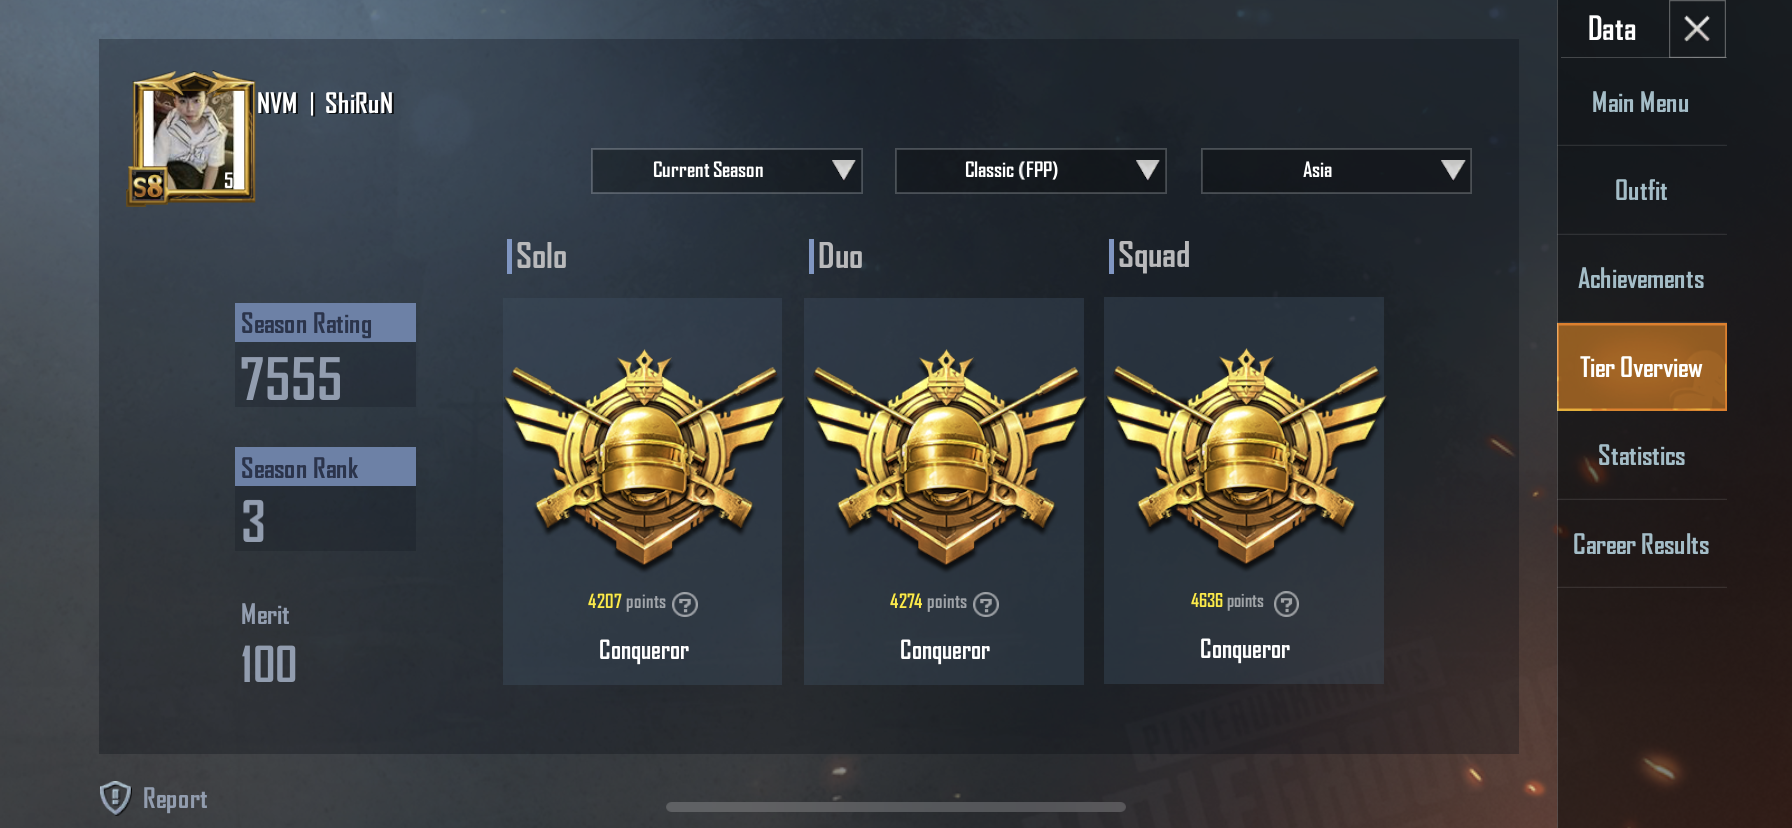 Data
NVM | ShiRuN
S8
5
Current Season
Classic (FPP)
Asia
Solo
Duo
Squad
Season Rating
7555
Season Rank
3
Merit
100
4207 points ?
Conqueror
4274 points ?
Conqueror
4636 points ?
Conqueror
Main Menu
Outfit
Achievements
Tier Overview
Statistics
Career Results
PLAYERUNKNOWN'S
Report